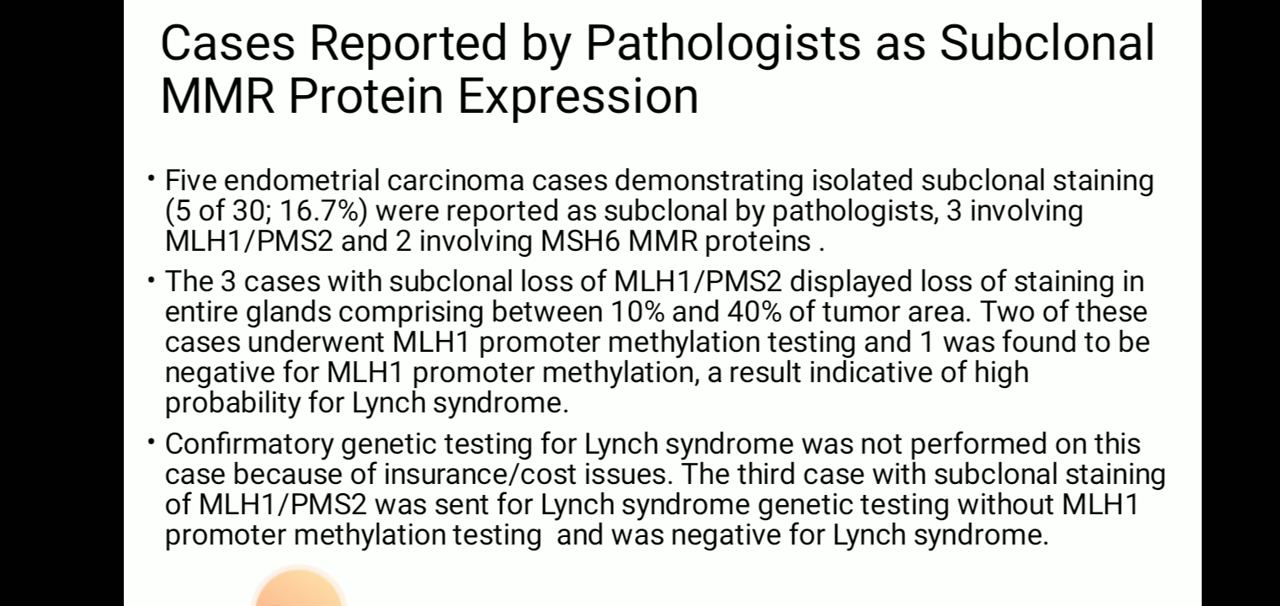 Cases Reported by Pathologists as Subclonal
MMR Protein Expression
• Five endometrial carcinoma cases demonstrating isolated subclonal staining
(5 of 30; 16.7%) were reported as subclonal by pathologists, 3 involving
MLH1/PMS2 and 2 involving MSH6 MMR proteins .
• The 3 cases with subclonal loss of MLH1/PMS2 displayed loss of staining in
entire glands comprising between 10% and 40% of tumor area. Two of these
cases underwent MLH1 promoter methylation testing and 1 was found to be
negative for MLH1 promoter methylation, a result indicative of high
probability for Lynch syndrome.
• Confirmatory genetic testing for Lynch syndrome was not performed on this
case because of insurance/cost issues. The third case with subclonal staining
of MLH1/PMS2 was sent for Lynch syndrome genetic testing without MLH1
promoter methylation testing  and was negative for Lynch syndrome.